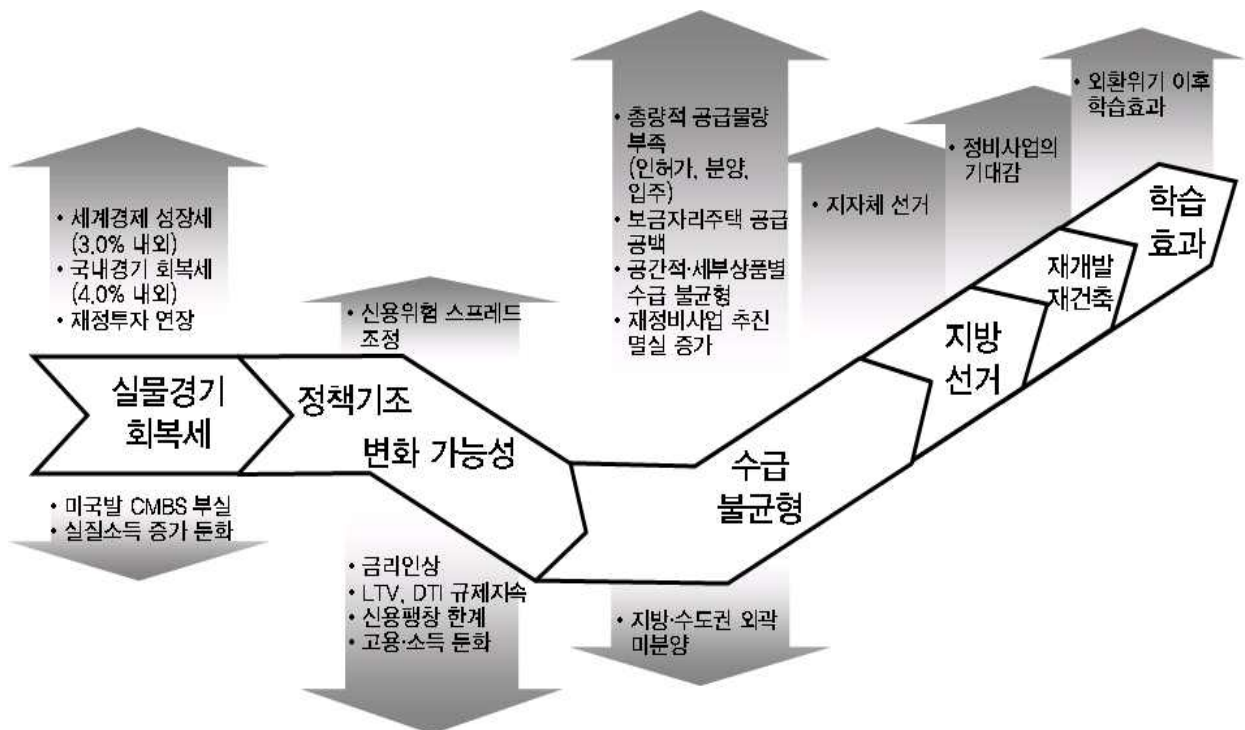 • 세계경제 성장세
(3.0% 내외)
• 국내경기 회복세
(4.0% 내외)
• 재정투자 연장
• 신용위험 스프레드
조정
• 총량적 공급물량
부족
(인허가, 분양,
입주)
• 보금자리주택 공급
공백
• 공간적·세부상품별
수급 불균형
• 재정비사업 추진
멸실 증가
• 지자체 선거
• 정비사업의
기대감
• 외환위기 이후
학습효과
실물경기
회복세
정책기조
변화 가능성
수급
불균형
지방
선거
재개발
재건축
학습
효과
• 미국발 CMBS 부실
• 실질소득 증가 둔화
• 금리인상
• LTV, DTI 규제지속
• 신용팽창 한계
• 고용·소득 둔화
• 지방·수도권 외곽
미분양